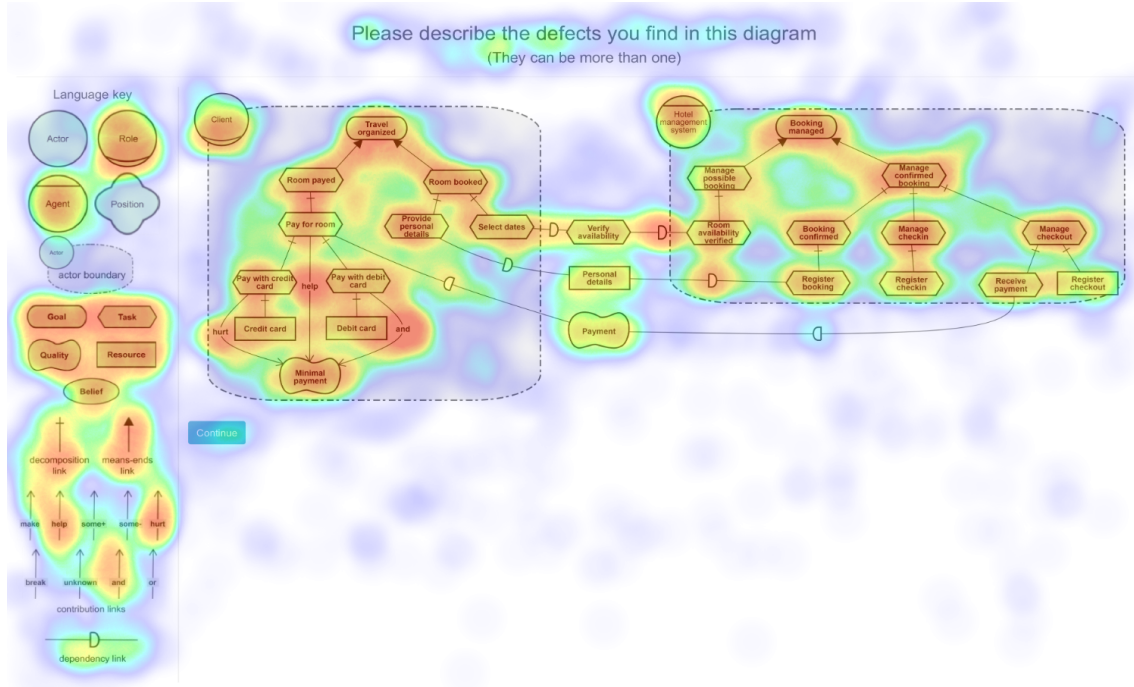 Please describe the defects you find in this diagram
(They can be more than one)
Language key
Actor
Role
Agent
Position
Actor
actor boundary
Goal
Task
Quality
Resource
Belief
decomposition
link
means-ends
link
make
help
some+
some-
hurt
break
unknown
and
or
contribution links
D
dependency link
Client
Travel
organized
Room payed
Room booked
Pay for room
Provide
personal
details
Select dates
Pay with credit
card
help
Pay with debit
card
hurt
Credit card
Debit card
and
Minimal
payment
Continue
D
Verify
availability
D
D
Personal
details
D
Payment
Hotel
management
system
Booking
managed
Manage
possible
booking
Manage
confirmed
booking
Room
availability
verified
Booking
confirmed
Manage
checkin
Manage
checkout
Register
booking
Register
checkin
Receive
payment
Register
checkout